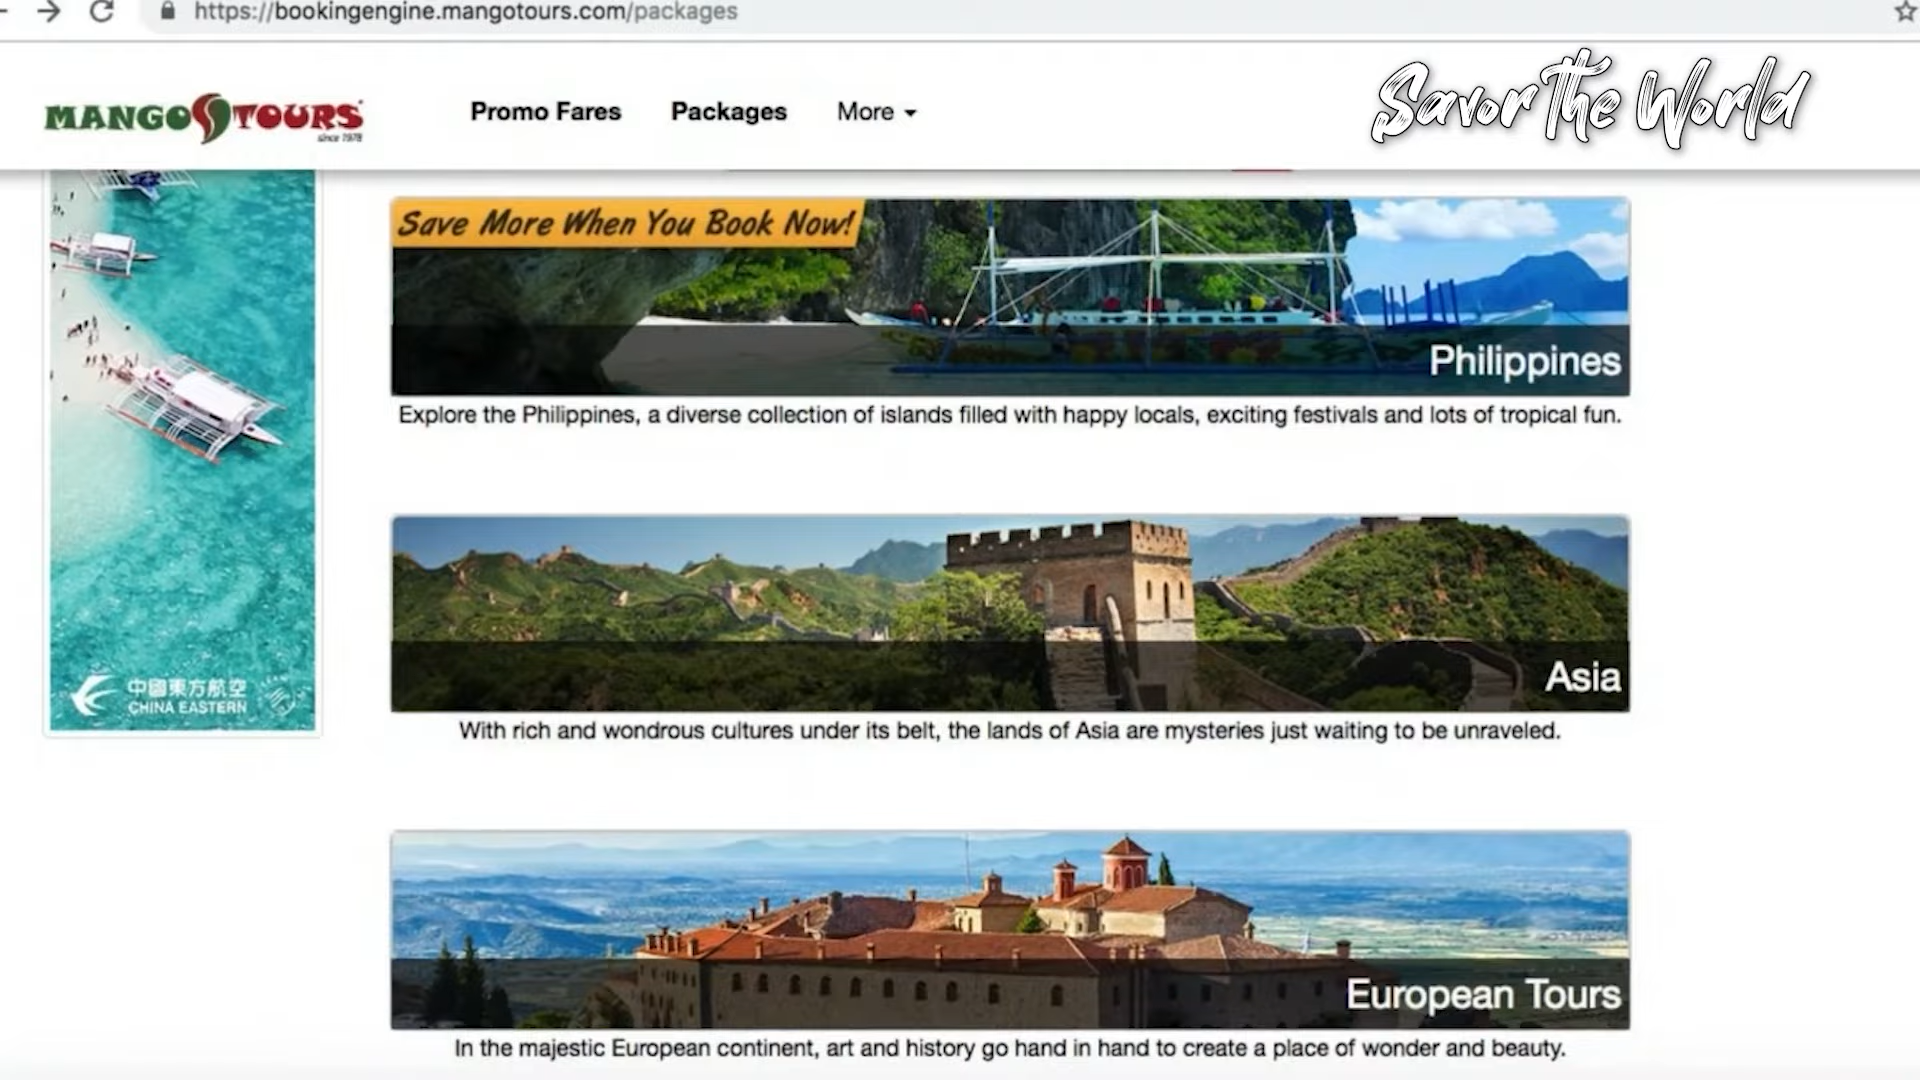 https://bookingengine.mangotours.com/packages
MANGO TOURS
since 1978
Promo Fares
Packages
More
Savor The World
Save More When You Book Now!
Philippines
Explore the Philippines, a diverse collection of islands filled with happy locals, exciting festivals and lots of tropical fun.
中國東方航空
CHINA EASTERN
Asia
With rich and wondrous cultures under its belt, the lands of Asia are mysteries just waiting to be unraveled.
European Tours
In the majestic European continent, art and history go hand in hand to create a place of wonder and beauty.